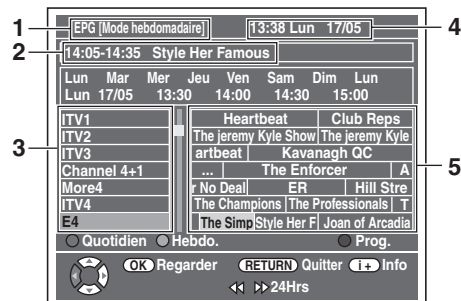 1 EPG [Mode hebdomadaire] 13:38 Lun 17/05 4
2 14:05-14:35 Style Her Famous
Lun Mar Mer Jeu Ven Sam Dim Lun
Lun 17/05 13:30 14:00 14:30 15:00
ITV1 Heartbeat Club Reps
ITV2 The jeremy Kyle Show The jeremy Kyle
3 ITV3 artbeat Kavanagh QC 5
Channel 4+1 ... The Enforcer A
More4 r No Deal ER Hill Stre
ITV4 The Champions The Professionals T
E4 The Simp Style Her F Joan of Arcadia
Quotidien Hebdo. Prog.
OK Regarder RETURN Quitter i+ Info
24Hrs